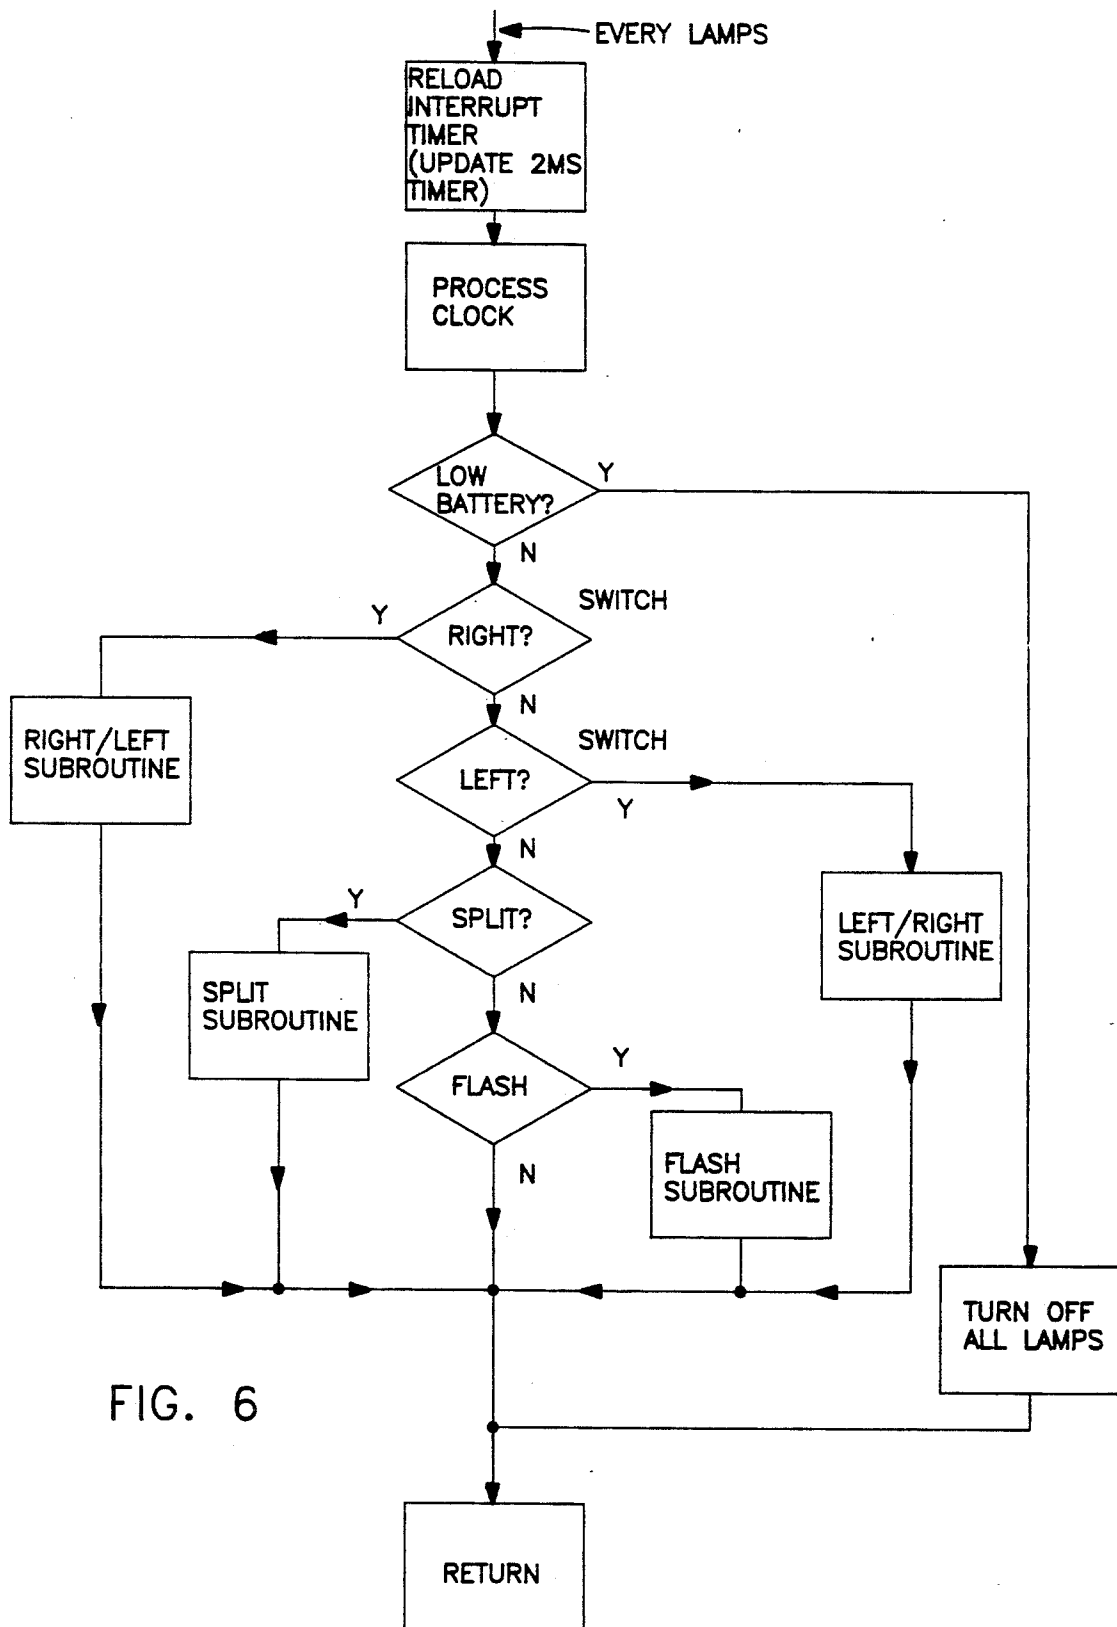 EVERY LAMPS
RELOAD
INTERRUPT
TIMER
(UPDATE 2MS
TIMER)
PROCESS
CLOCK
LOW
BATTERY?
Y
N
SWITCH
RIGHT?
Y
N
RIGHT/LEFT
SUBROUTINE
SWITCH
LEFT?
Y
N
LEFT/RIGHT
SUBROUTINE
SPLIT?
Y
N
SPLIT
SUBROUTINE
FLASH
Y
N
FLASH
SUBROUTINE
TURN OFF
ALL LAMPS
FIG. 6
RETURN